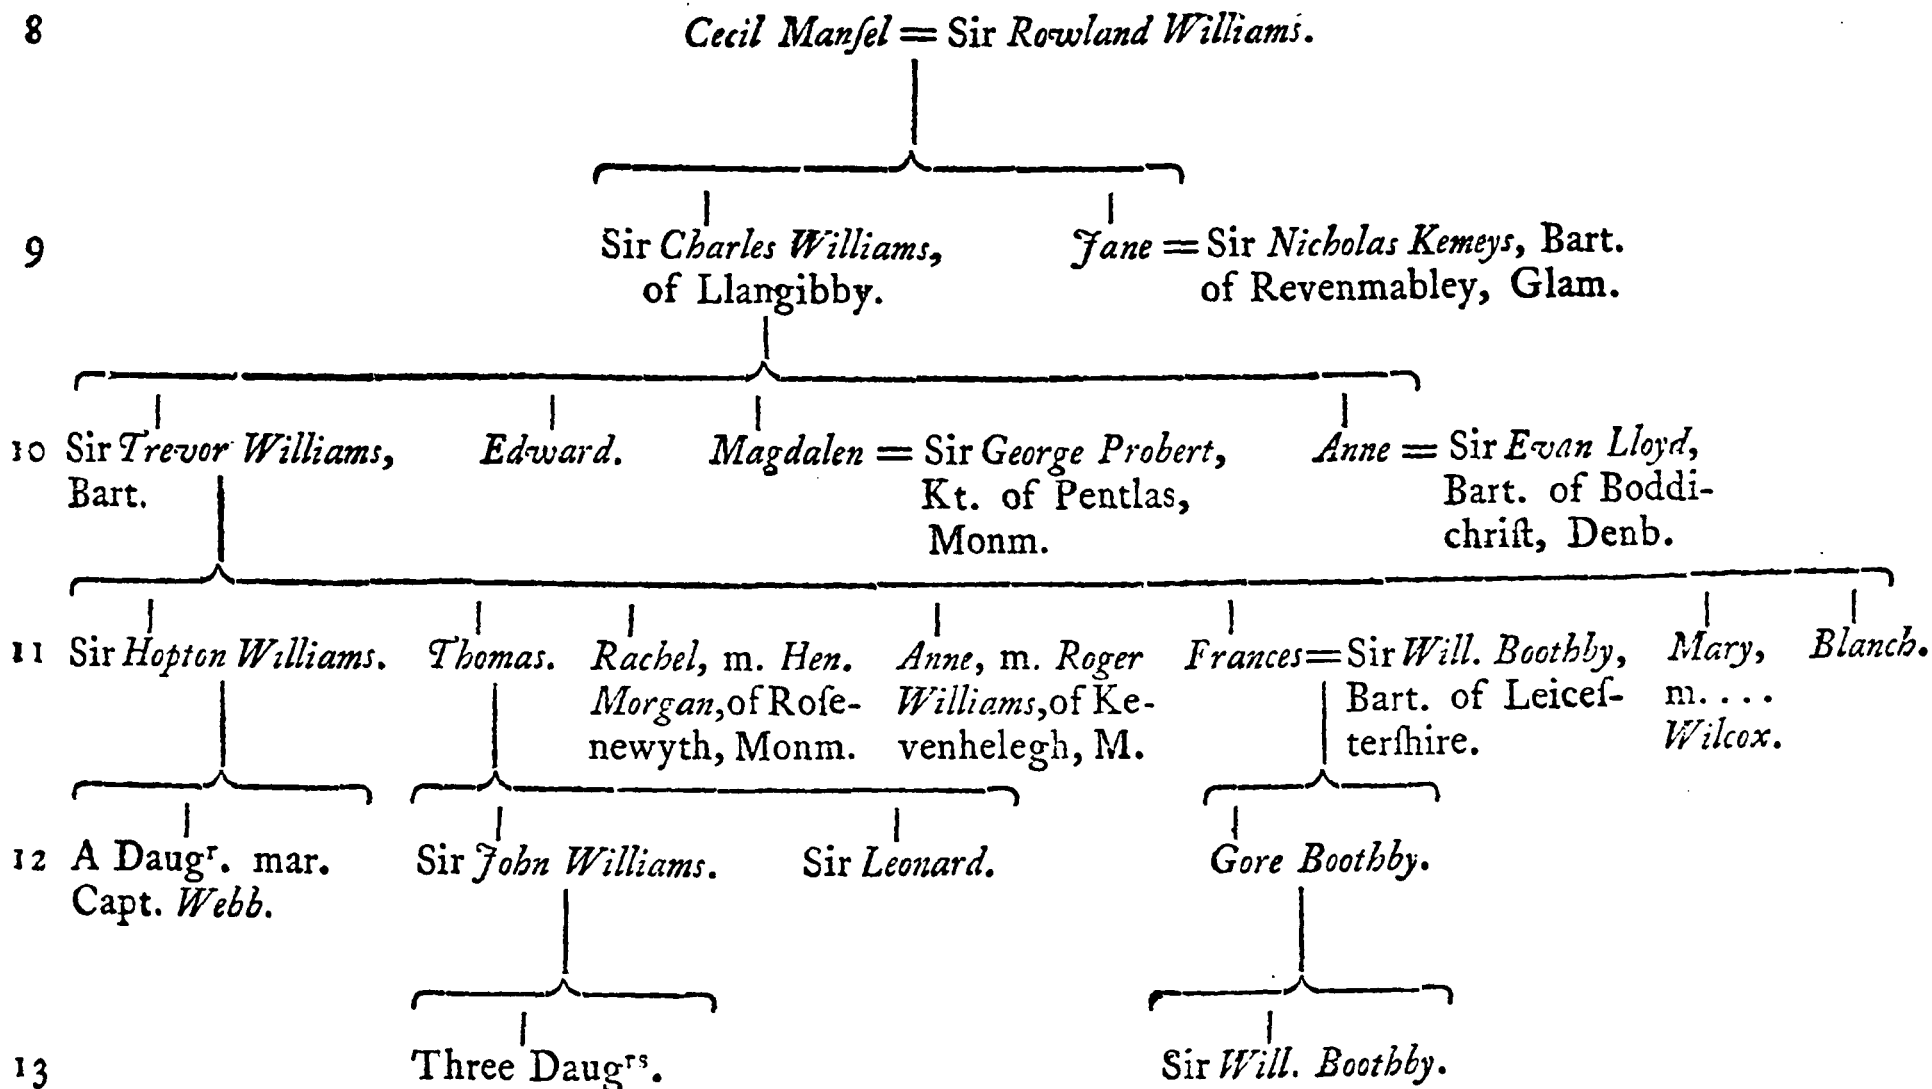 8 Cecil Manſel = Sir Rowland Williams.
9 Sir Charles Williams, Jane = Sir Nicholas Kemeys, Bart.
of Llangibby. of Revenmabley, Glam.
10 Sir Trevor Williams, Edward. Magdalen = Sir George Probert, Anne = Sir Evan Lloyd,
Bart. Kt. of Pentlas, Bart. of Boddi-
Monm. chriſt, Denb.
11 Sir Hopton Williams. Thomas. Rachel, m. Hen. Anne, m. Roger Frances = Sir Will. Boothby, Mary, Blanch.
Morgan, of Roſe- Williams, of Ke- Bart. of Leiceſ- m. . . .
newyth, Monm. venhelegh, M. terſhire. Wilcox.
12 A Daugʳ. mar. Sir John Williams. Sir Leonard. Gore Boothby.
Capt. Webb.
13 Three Daugʳˢ. Sir Will. Boothby.